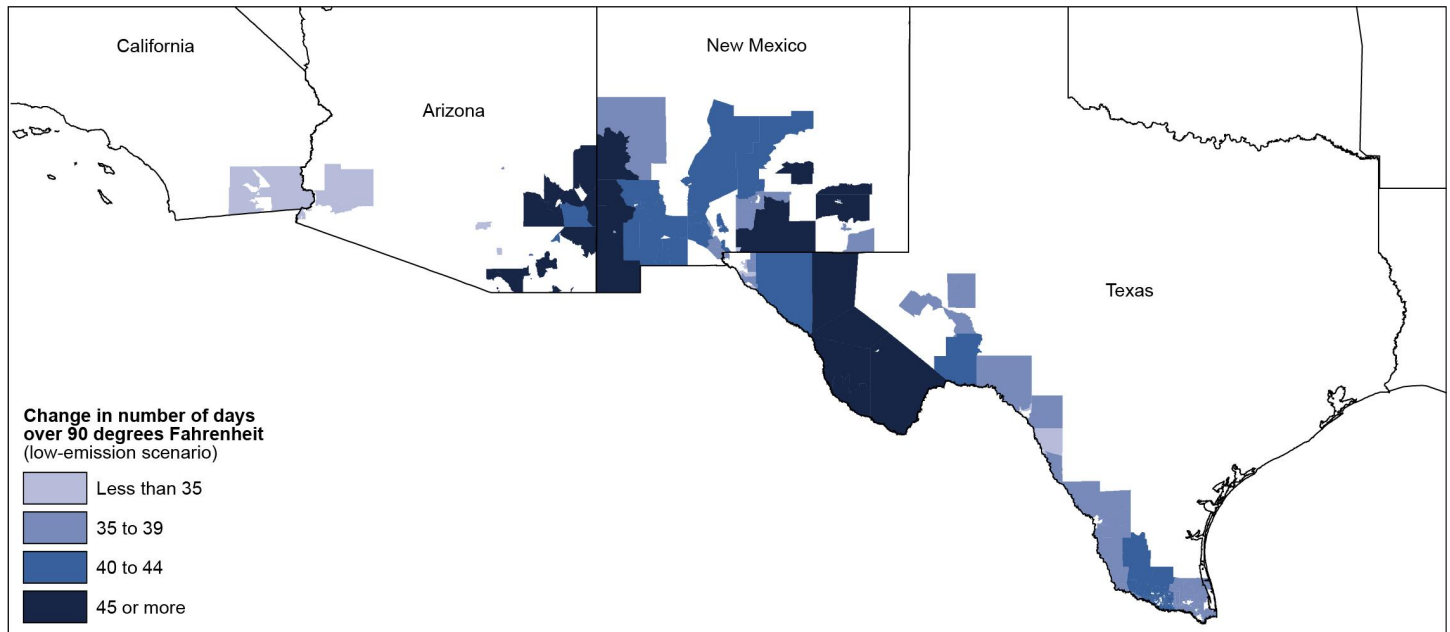 California
New Mexico
Arizona
Texas
Change in number of days
over 90 degrees Fahrenheit
(low-emission scenario)
Less than 35
35 to 39
40 to 44
45 or more